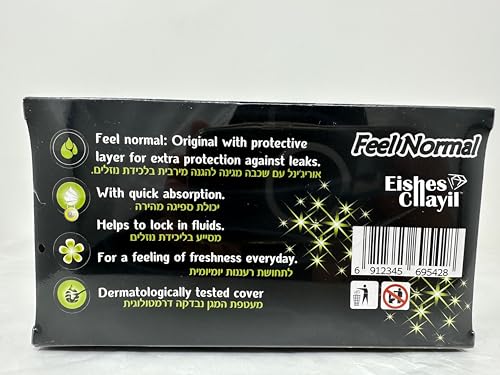 Feel normal: Original with protective
layer for extra protection against leaks.
אוריג'ינל עם שכבה מגינה להגנה מירבית בלכידת נוזלים.
With quick absorption.
יכולת ספיגה מהירה
Helps to lock in fluids.
מסייע בלכידת נוזלים
For a feeling of freshness everyday.
לתחושת רעננות יומיומית
Dermatologically tested cover
מעטפת המגן נבדקה דרמטולוגית
Feel Normal
Eishes
Chayil
6 912345 695428